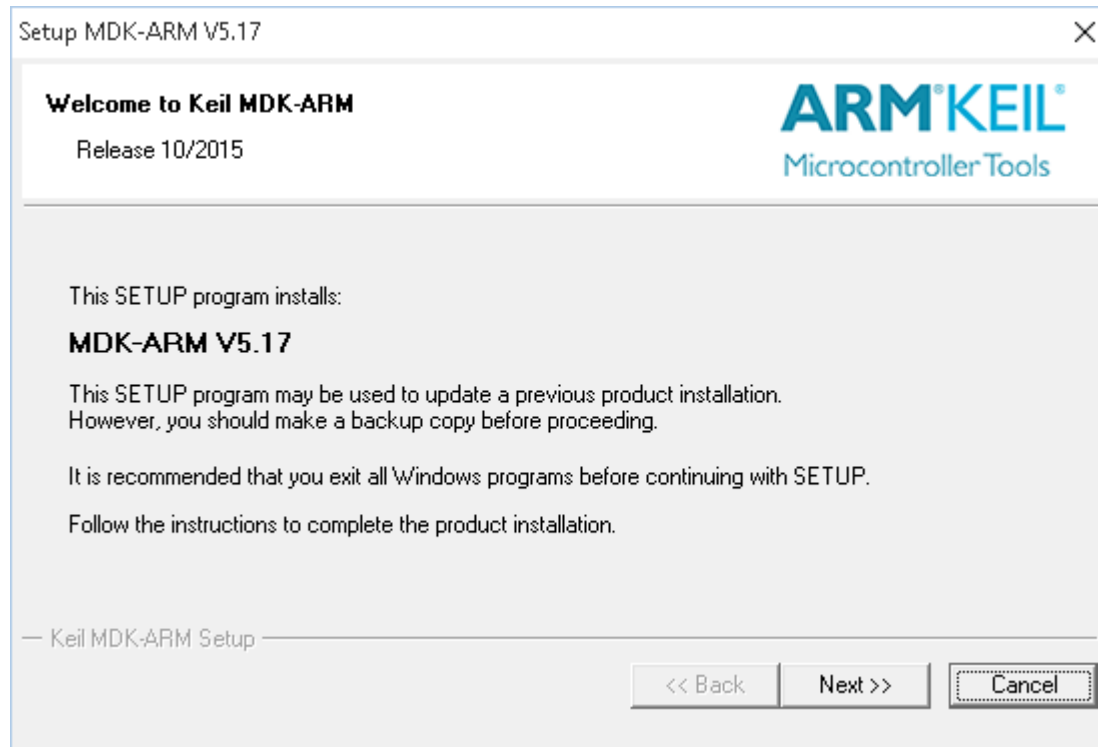 Setup MDK-ARM V5.17
Welcome to Keil MDK-ARM
Release 10/2015
ARM®KEIL®
Microcontroller Tools
This SETUP program installs:
MDK-ARM V5.17
This SETUP program may be used to update a previous product installation.
However, you should make a backup copy before proceeding.
It is recommended that you exit all Windows programs before continuing with SETUP.
Follow the instructions to complete the product installation.
Keil MDK-ARM Setup
<< Back Next >> Cancel